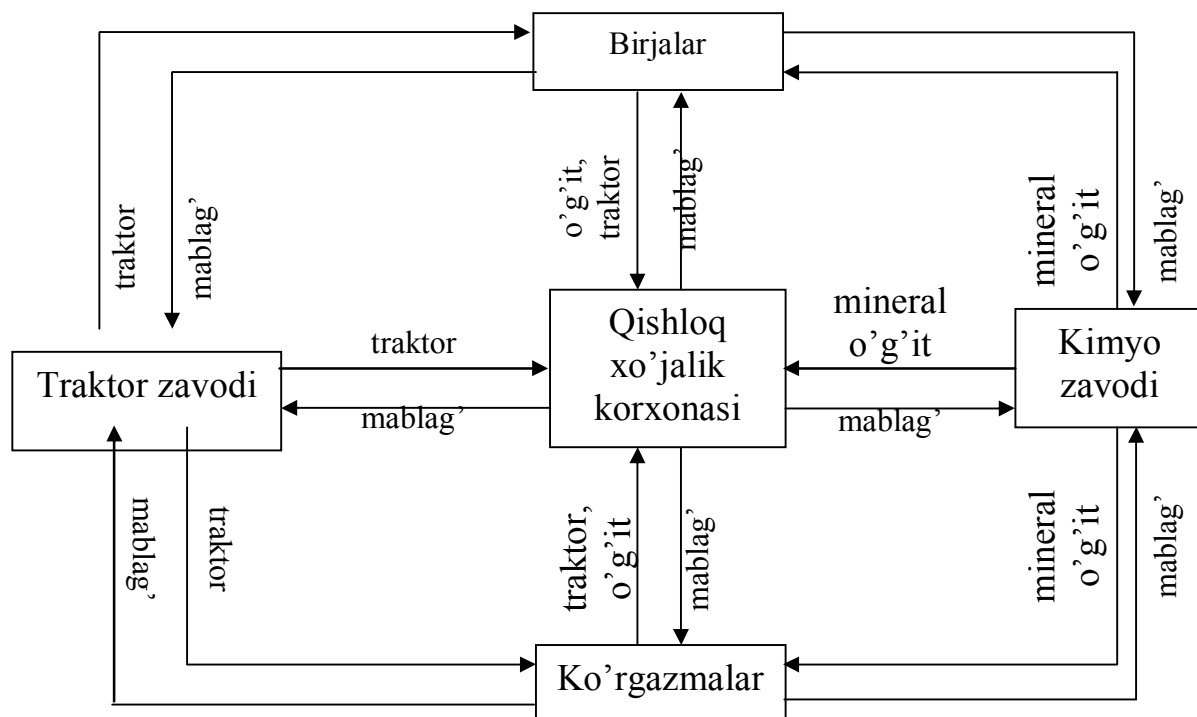 Birjalar
traktor
mablag’
o’g’it,
traktor
mablag’
mineral
o’g’it
mablag’
Traktor zavodi
traktor
mablag’
Qishloq
xo’jalik
korxonasi
mineral
o’g’it
mablag’
Kimyo
zavodi
mablag’
traktor
traktor,
o’g’it
mablag’
mineral
o’g’it
mablag’
Ko’rgazmalar